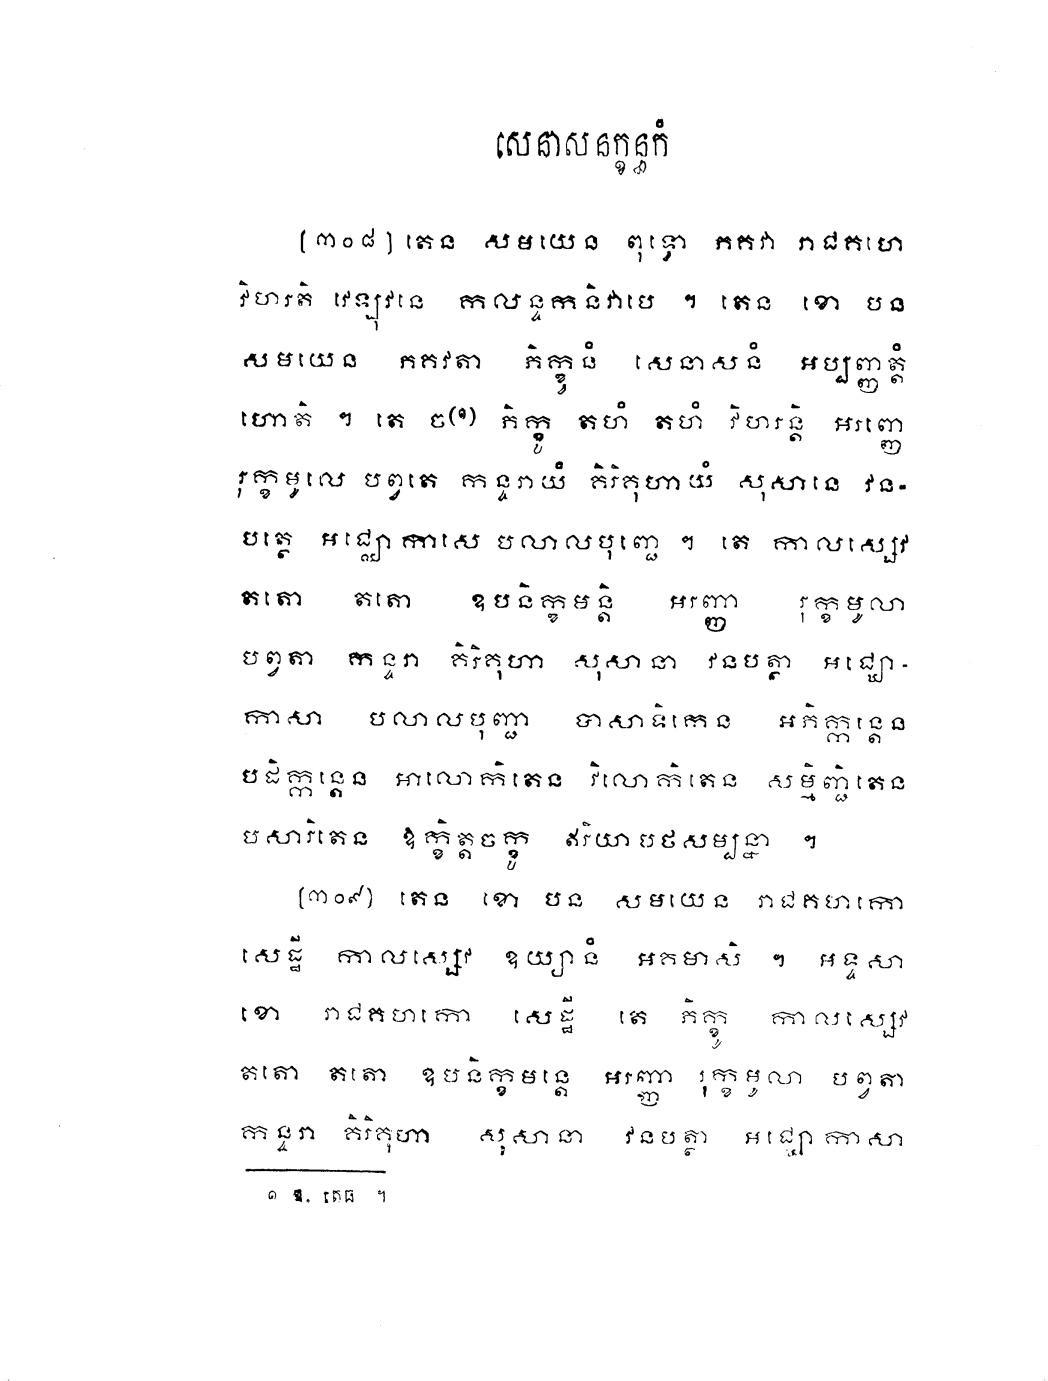 សេនាសនក្ខន្ធកំ
[៣០៨] តេន សមយេន ពុទ្ធោ ភគវា រាជគហេ
វិហរតិ វេឡុវនេ កលន្ទកនិវាបេ ។ តេន ខោ បន
សមយេន ភគវតា ភិក្ខូនំ សេនាសនំ អប្បញ្ញត្តំ
ហោតិ ។ តេ ច(១) ភិក្ខូ តហំ តហំ វិហរន្តិ អរញ្ញេ
រុក្ខមូលេ បព្វតេ កន្ទរាយំ គិរិគុហាយំ សុសានេ វន-
បត្ថេ អជ្ឈោកាសេ បលាលបុញ្ជេ ។ តេ កាលស្សេវ
តតោ តតោ ឧបនិក្ខមន្តិ អរញ្ញា រុក្ខមូលា
បព្វតា កន្ទរា គិរិគុហា សុសានា វនបត្ថា អជ្ឈោ-
កាសា បលាលបុញ្ជា បាសាទិកេន អភិក្កន្តេន
បដិក្កន្តេន អាលោកិតេន វិលោកិតេន សម្មិញ្ជិតេន
បសារិតេន ឱក្ខិត្តចក្ខូ ឥរិយាបថសម្បន្នា ។
[៣០៩] តេន ខោ បន សមយេន រាជគហកោ
សេដ្ឋី កាលស្សេវ ឧយ្យានំ អគមាសិ ។ អទ្ទសា
ខោ រាជគហកោ សេដ្ឋី តេ ភិក្ខូ កាលស្សេវ
តតោ តតោ ឧបនិក្ខមន្តេ អរញ្ញា រុក្ខមូលា បព្វតា
កន្ទរា គិរិគុហា សុសានា វនបត្ថា អជ្ឈោកាសា
១ ឱ. តេធ ។